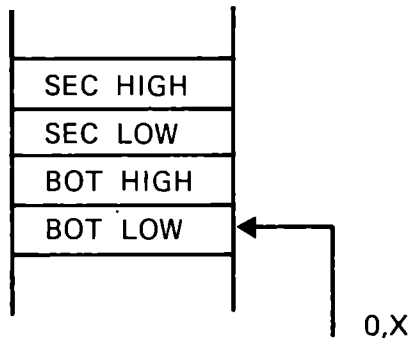 SEC HIGH
SEC LOW
BOT HIGH
BOT LOW
0,X